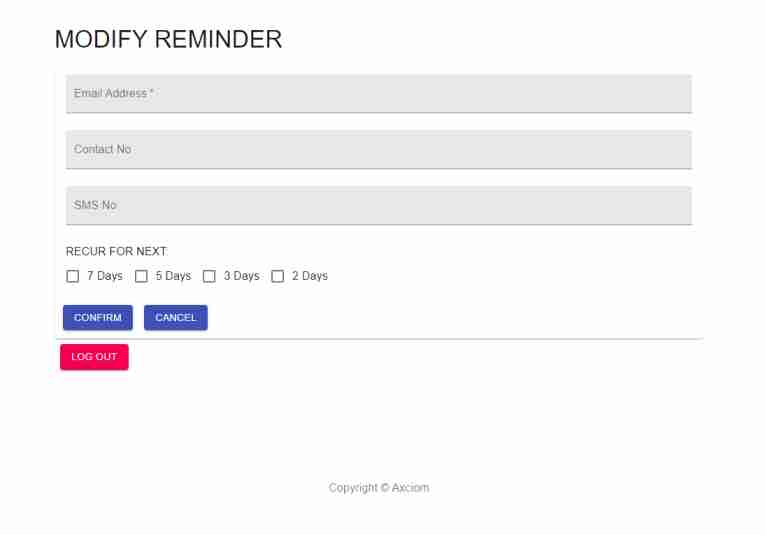 MODIFY REMINDER
Email Address *
Contact No
SMS No
RECUR FOR NEXT:
7 Days 5 Days 3 Days 2 Days
CONFIRM CANCEL
LOG OUT
Copyright © Axciom